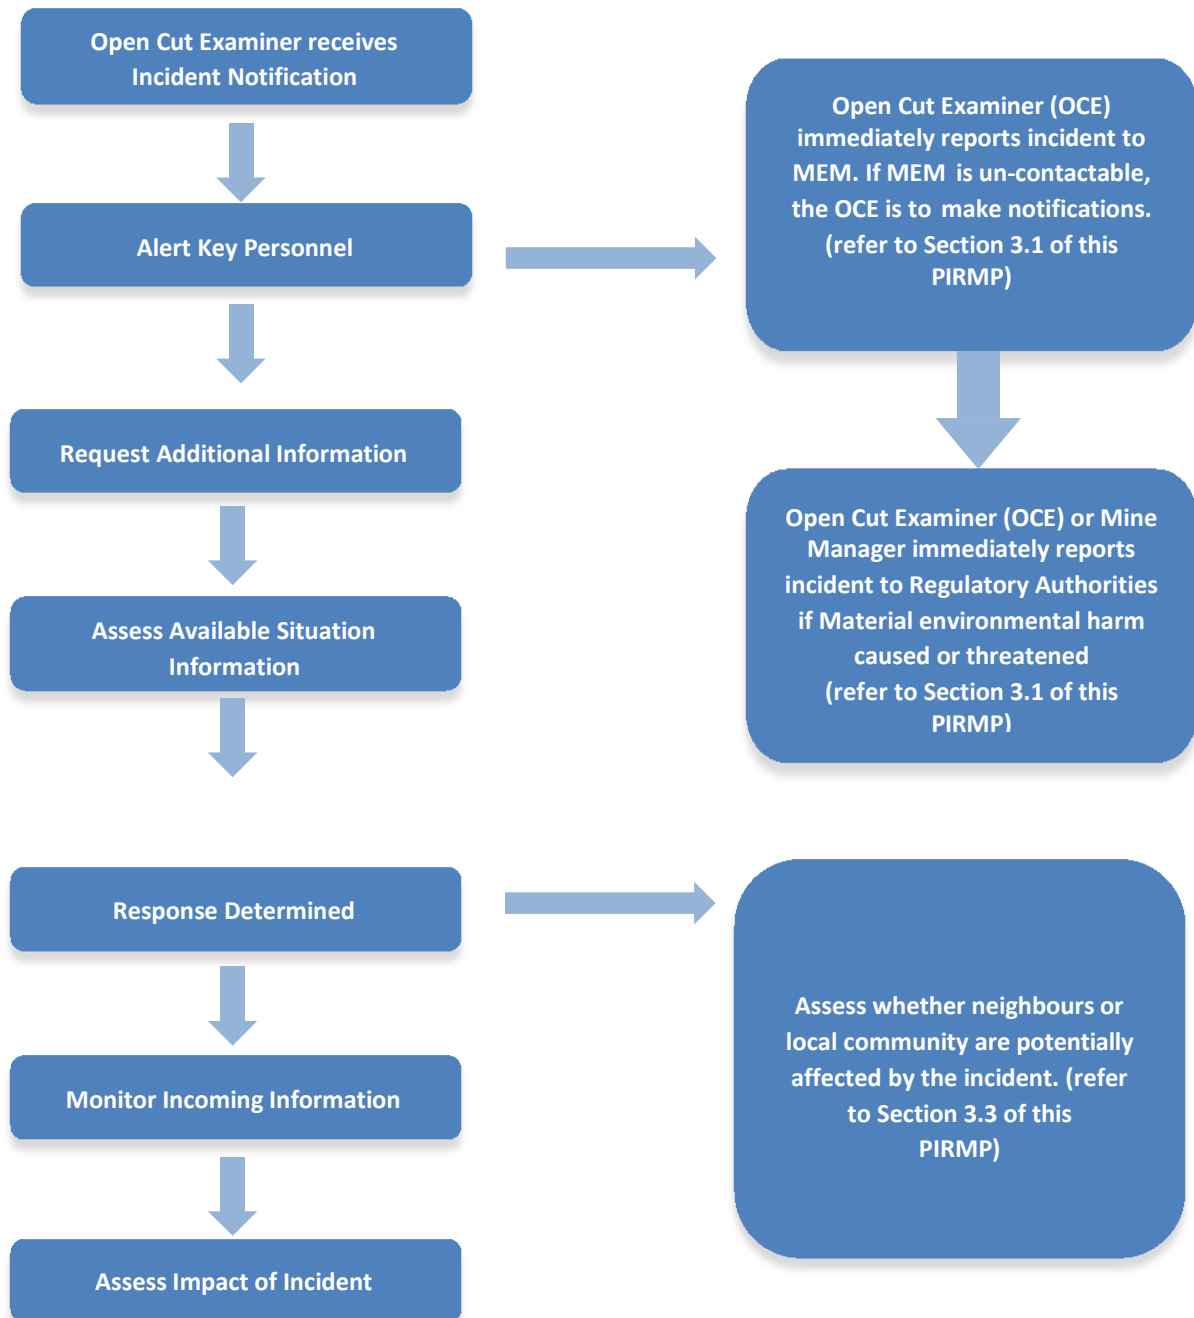 Open Cut Examiner receives
Incident Notification
Alert Key Personnel
Open Cut Examiner (OCE)
immediately reports incident to
MEM. If MEM is un-contactable,
the OCE is to make notifications.
(refer to Section 3.1 of this
PIRMP)
Request Additional Information
Assess Available Situation
Information
Open Cut Examiner (OCE) or Mine
Manager immediately reports
incident to Regulatory Authorities
if Material environmental harm
caused or threatened
(refer to Section 3.1 of this
PIRMP)
Response Determined
Assess whether neighbours or
local community are potentially
affected by the incident. (refer
to Section 3.3 of this
PIRMP)
Monitor Incoming Information
Assess Impact of Incident